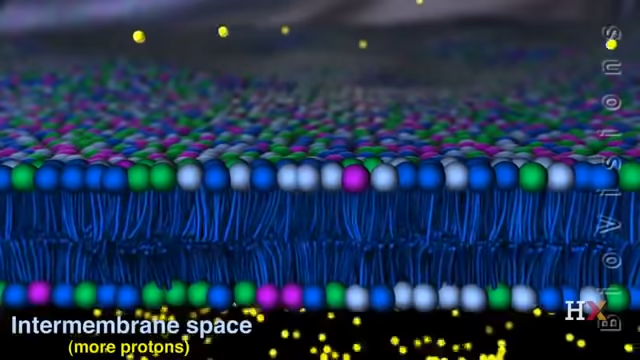 BioVisions
HX
Intermembrane space
(more protons)